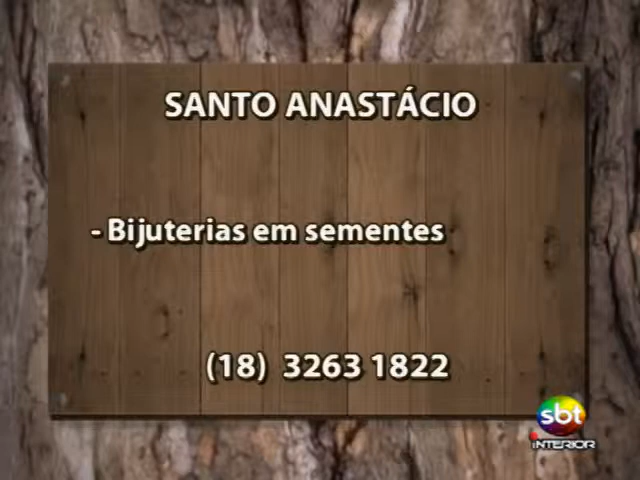 SANTO ANASTÁCIO
- Bijuterias em sementes
(18) 3263 1822
sbt
INTERIOR